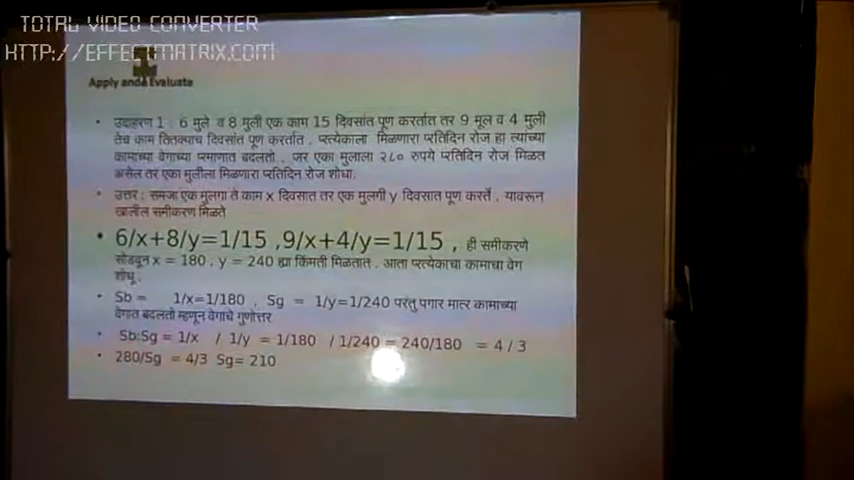 TOTAL VIDEO CONVERTER
HTTP://EFFECTMATRIX.COM
Apply and Evaluate
• उदाहरण 1 : 6 मुले व 8 मुली एक काम 15 दिवसांत पूण करतात तर 9 मूल व 4 मुली
तेच काम तितक्याच दिवसांत पूण करतात . प्रत्येकाला मिळणारा प्रतिदिन रोज हा त्यांच्या
कामाच्या वेगाच्या प्रमाणात बदलतो . जर एका मुलाला २८० रुपये प्रतिदिन रोज मिळत
असेल तर एका मुलीला मिळणारा प्रतिदिन रोज शोधा.
• उत्तर : समजा एक मुलगा ते काम x दिवसात तर एक मुलगी y दिवसात पूण करते . यावरून
खालील समीकरण मिळते
• 6/x+8/y=1/15 ,9/x+4/y=1/15 , ही समीकरणे
सोडवून x = 180 . y = 240 ह्या किंमती मिळतात . आता प्रत्येकाचा कामाचा वेग
शोधू .
• Sb = 1/x=1/180 , Sg = 1/y=1/240 परंतु पगार मात्र कामाच्या
वेगात बदलतो म्हणून वेगाचे गुणोत्तर
• Sb:Sg = 1/x / 1/y = 1/180 / 1/240 = 240/180 = 4 / 3
• 280/Sg = 4/3 Sg= 210